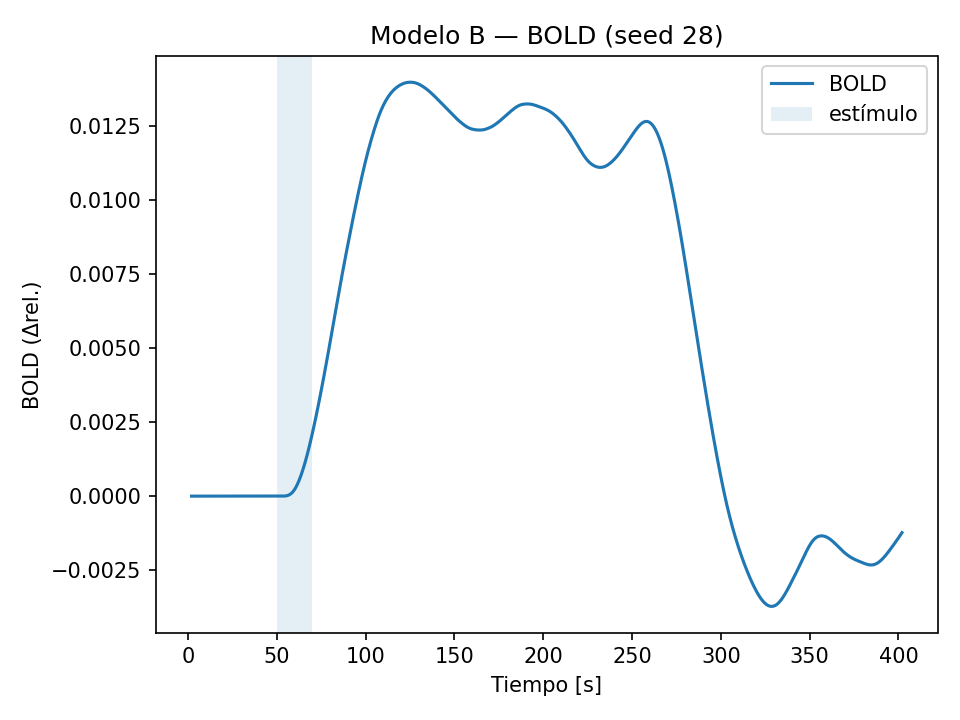 Modelo B — BOLD (seed 28)
BOLD
estímulo
0.0125
0.0100
0.0075
0.0050
0.0025
0.0000
−0.0025
BOLD (Δrel.)
0 50 100 150 200 250 300 350 400
Tiempo [s]